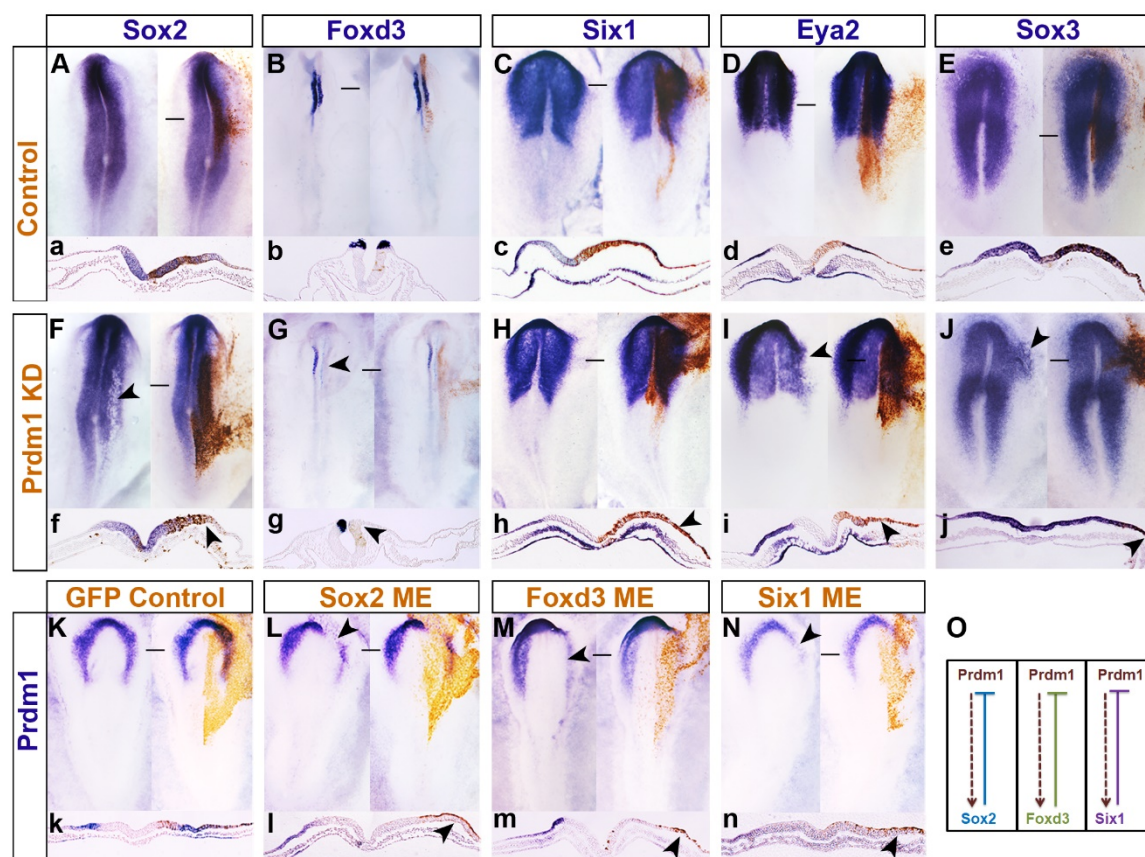 Sox2 Foxd3 Six1 Eya2 Sox3
Control
A B C D E
a b c d e
Prdm1 KD
F G H I J
f g h i j
GFP Control Sox2 ME Foxd3 ME Six1 ME
Prdm1
K L M N O
Prdm1 Prdm1 Prdm1
Sox2 Foxd3 Six1
k l m n